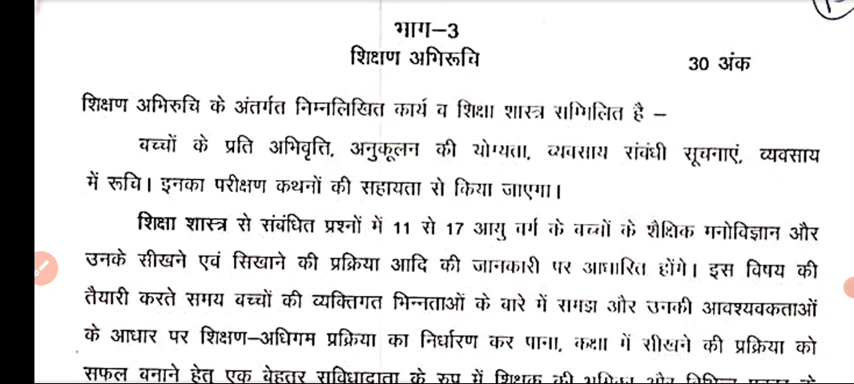 भाग–3
शिक्षण अभिरूचि 30 अंक
शिक्षण अभिरुचि के अंतर्गत निम्नलिखित कार्य व शिक्षा शास्त्र सम्मिलित है –
बच्चों के प्रति अभिवृत्ति, अनुकूलन की योग्यता, व्यवसाय संबंधी सूचनाएं, व्यवसाय
में रूचि। इनका परीक्षण कथनों की सहायता से किया जाएगा।
शिक्षा शास्त्र से संबंधित प्रश्नों में 11 से 17 आयु वर्ग के बच्चों के शैक्षिक मनोविज्ञान और
उनके सीखने एवं सिखाने की प्रक्रिया आदि की जानकारी पर आधारित होंगे। इस विषय की
तैयारी करते समय बच्चों की व्यक्तिगत भिन्नताओं के बारे में समझ और उनकी आवश्यवकताओं
के आधार पर शिक्षण–अधिगम प्रक्रिया का निर्धारण कर पाना, कक्षा में सीखने की प्रक्रिया को
सफल बनाने हेतु एक बेहतर सुविधादाता के रुप में शिक्षक की भूमिका और विभिन्न